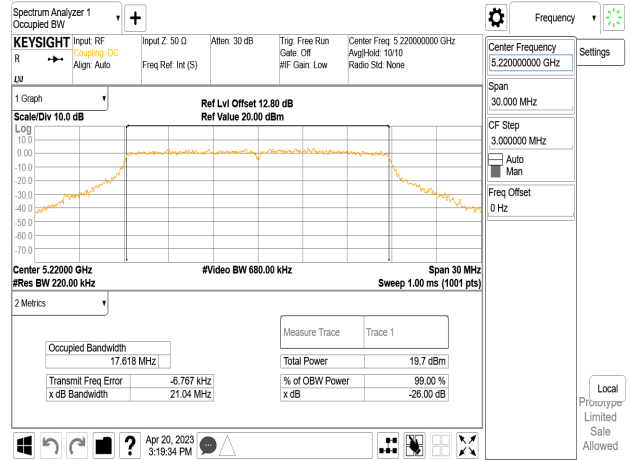 Spectrum Analyzer 1
Occupied BW
Frequency
KEYSIGHT
R
LXI
Input: RF
Coupling: DC
Align: Auto
Input Z: 50 Ω
Freq Ref: Int (S)
Atten: 30 dB
Trig: Free Run
Gate: Off
#IF Gain: Low
Center Freq: 5.220000000 GHz
Avg|Hold: 10/10
Radio Std: None
Center Frequency
5.220000000 GHz
Settings
Span
30.000 MHz
CF Step
3.000000 MHz
Auto
Man
Freq Offset
0 Hz
1 Graph
Scale/Div 10.0 dB
Ref Lvl Offset 12.80 dB
Ref Value 20.00 dBm
Log
10.0
0.00
-10.0
-20.0
-30.0
-40.0
-50.0
-60.0
-70.0
Center 5.22000 GHz
#Video BW 680.00 kHz
Span 30 MHz
#Res BW 220.00 kHz
Sweep 1.00 ms (1001 pts)
2 Metrics
Measure Trace
Trace 1
Occupied Bandwidth
17.618 MHz
Total Power
19.7 dBm
Transmit Freq Error
-6.767 kHz
% of OBW Power
99.00 %
x dB Bandwidth
21.04 MHz
x dB
-26.00 dB
Local
Prototype
Limited
Sale
Allowed
?
Apr 20, 2023
3:19:34 PM